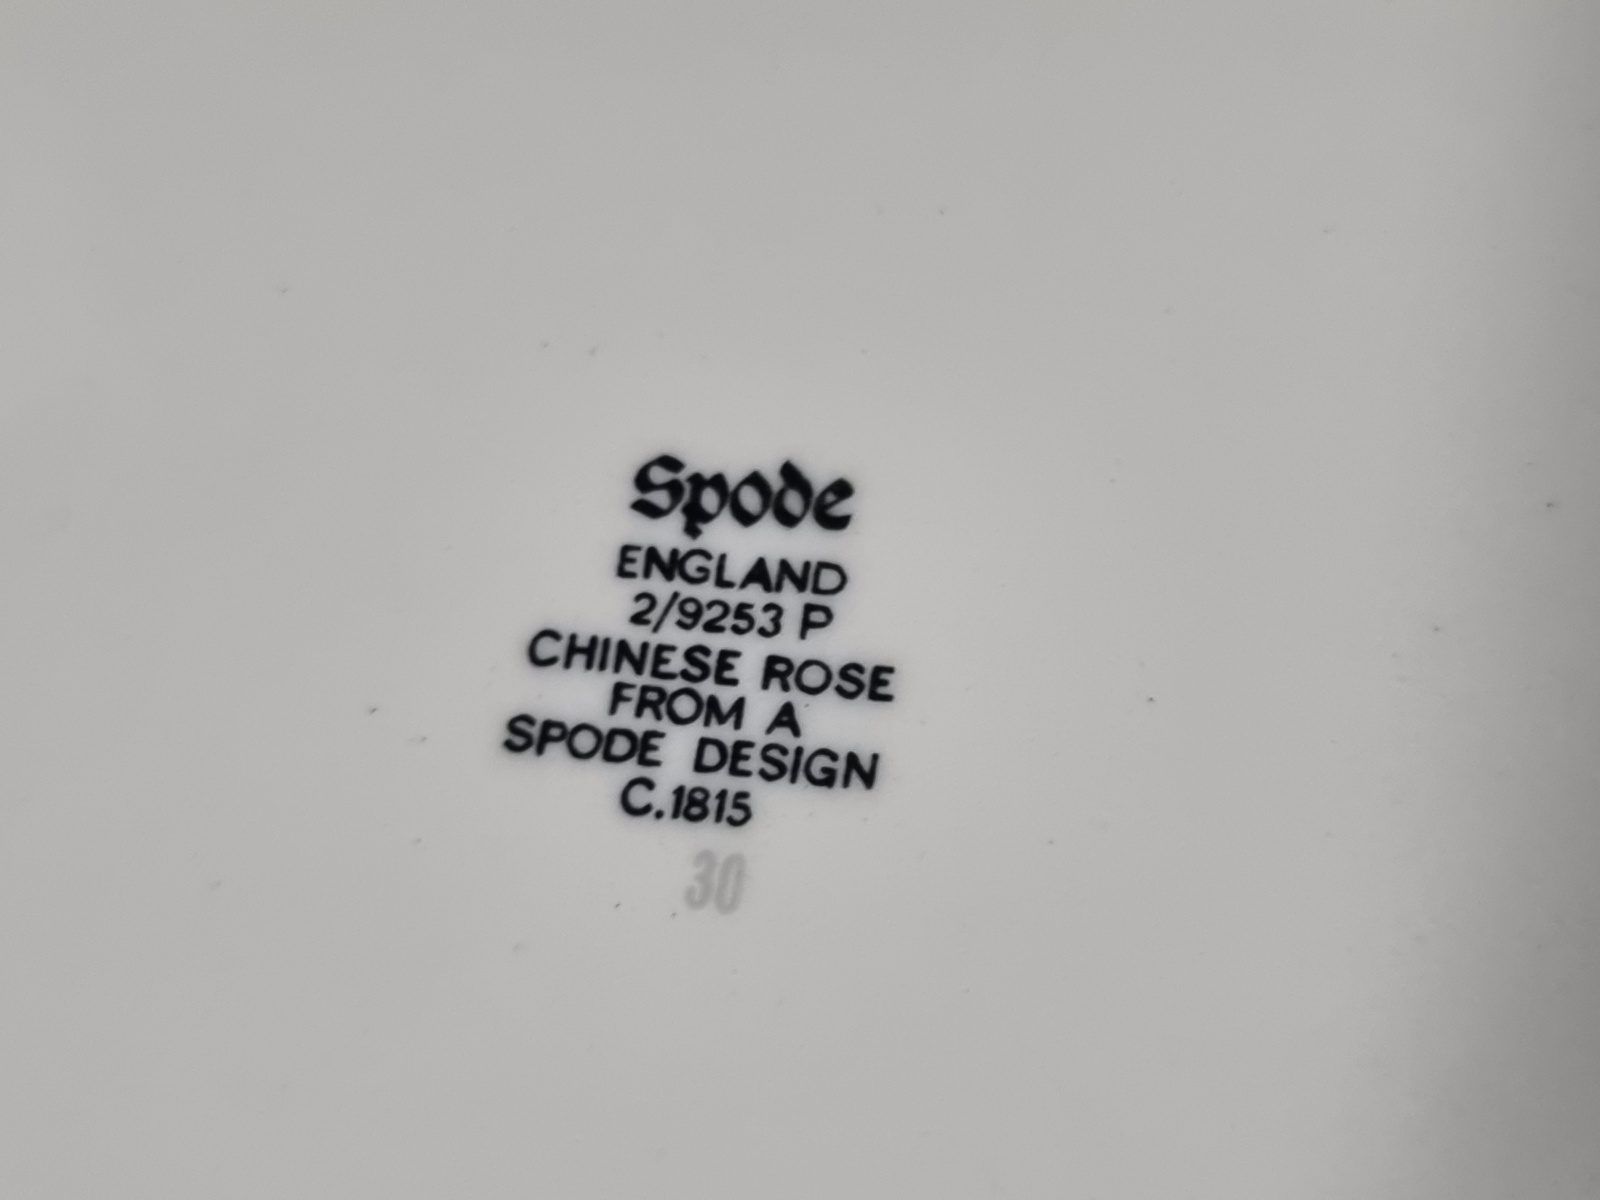 Spode
ENGLAND
2/9253 P
CHINESE ROSE
FROM A
SPODE DESIGN
C.1815
30